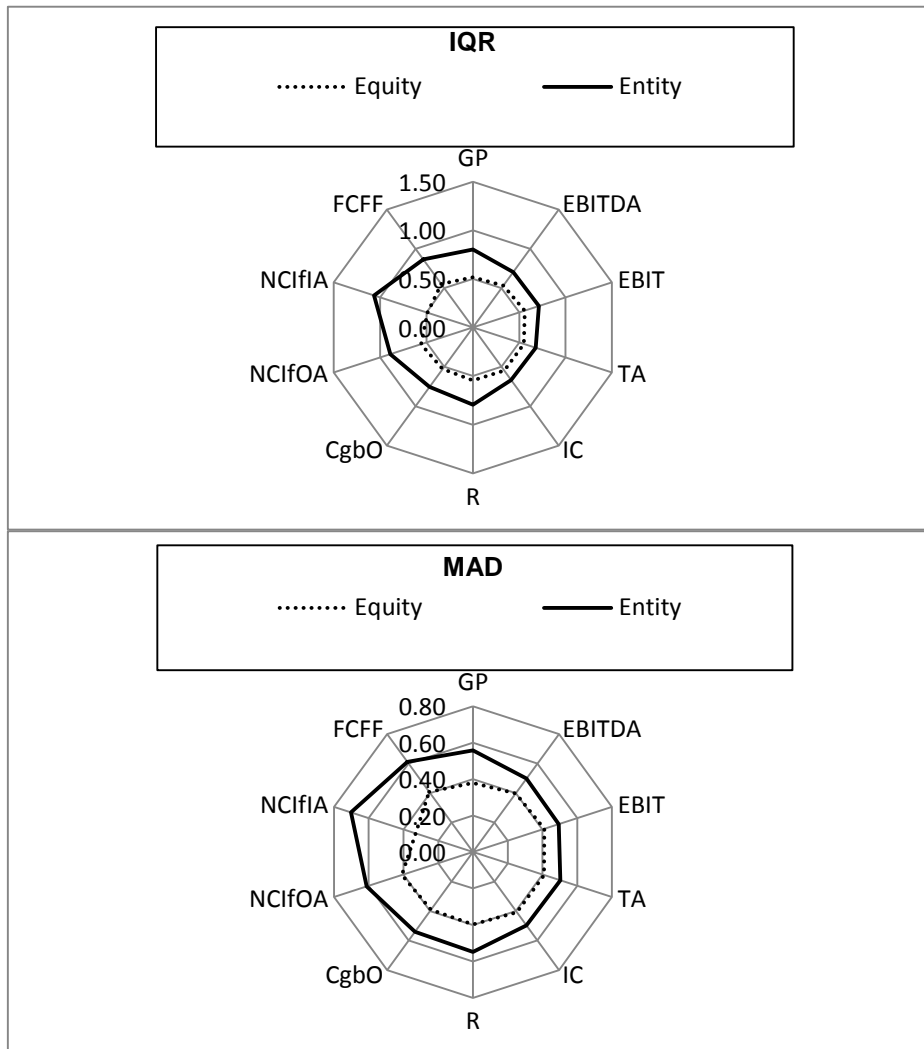 IQR
Equity Entity
GP
1.50
FCFF EBITDA
1.00
NCIfIA 0.50 EBIT
0.00
NCIfOA TA
CgbO IC
R
MAD
Equity Entity
GP
0.80
FCFF 0.60 EBITDA
0.40
NCIfIA 0.20 EBIT
0.00
NCIfOA TA
CgbO IC
R